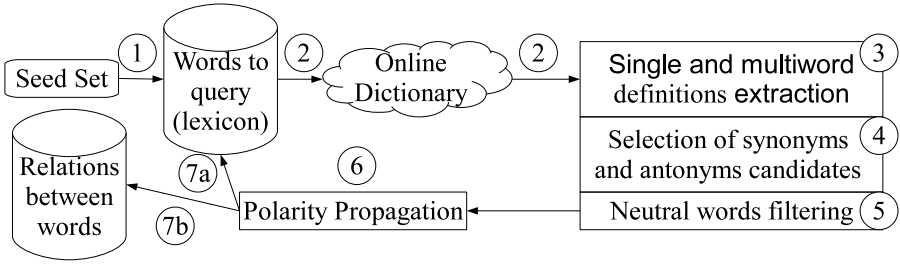 1
Seed Set
Words to
query
(lexicon)
2
Online
Dictionary
2
Single and multiword
definitions extraction
3
Selection of synonyms
and antonyms candidates
4
Neutral words filtering
5
6
Polarity Propagation
7a
7b
Relations
between
words